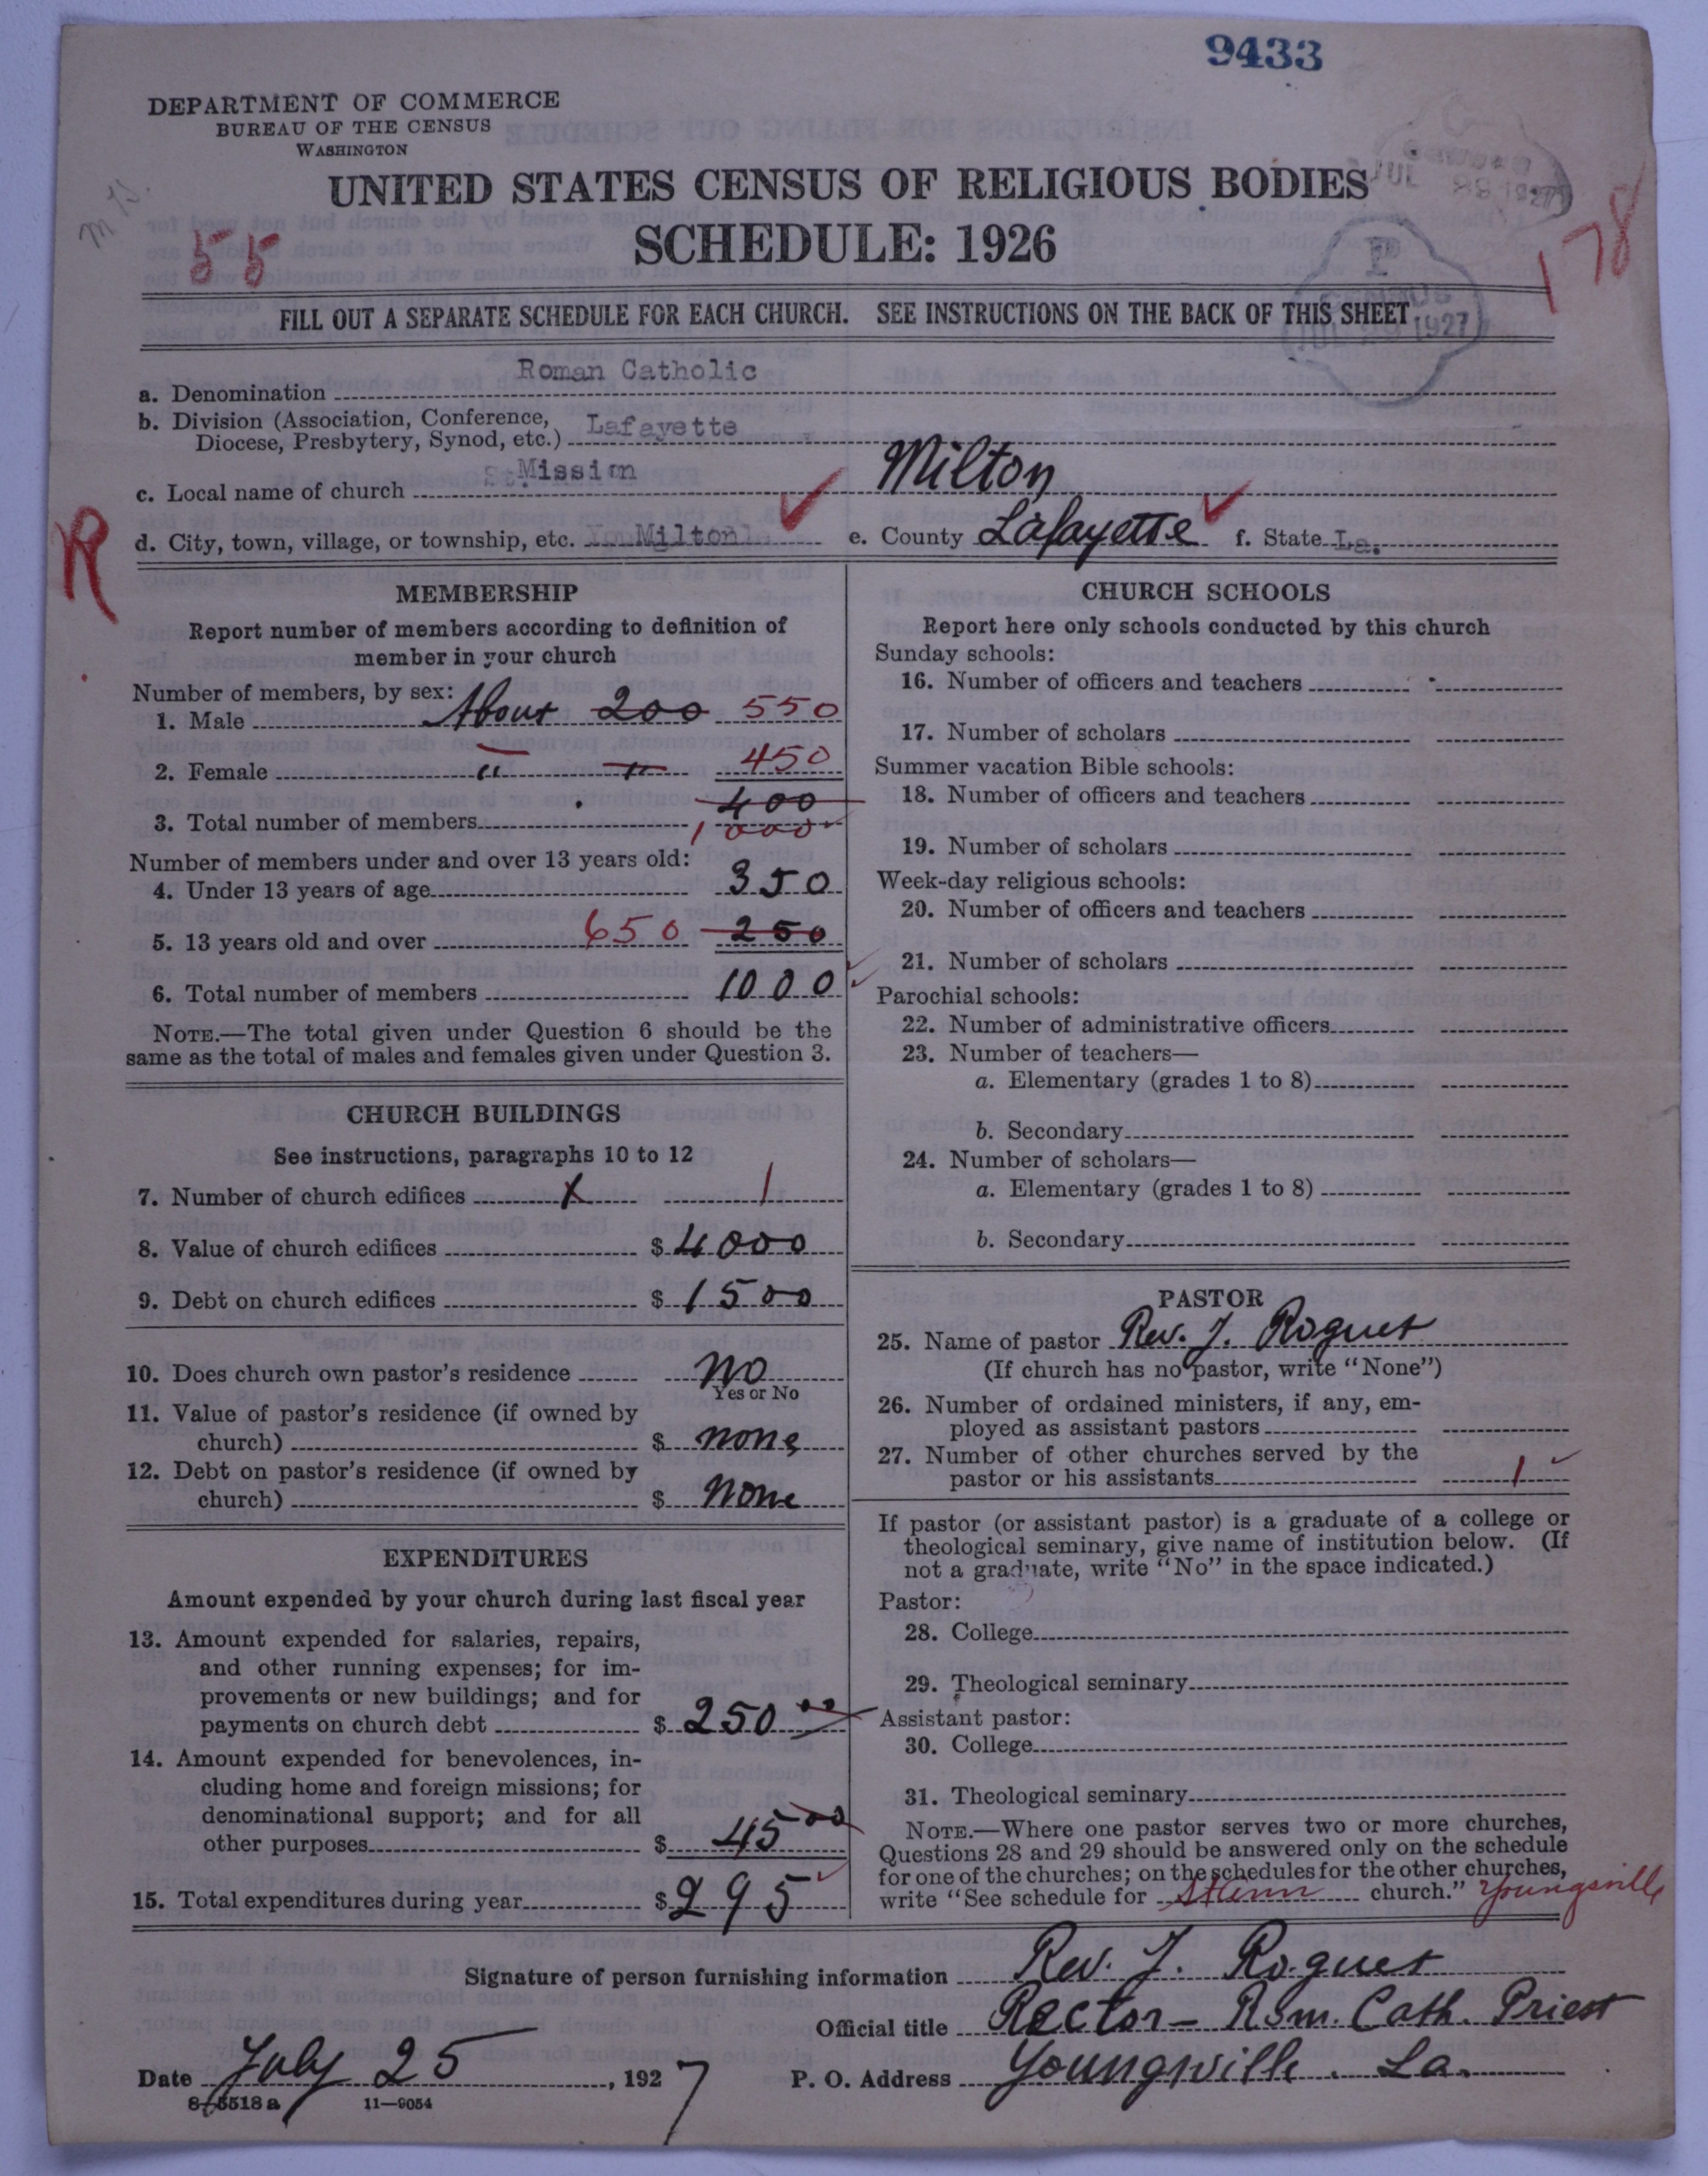 9433
DEPARTMENT OF COMMERCE
BUREAU OF THE CENSUS
WASHINGTON
UNITED STATES CENSUS OF RELIGIOUS BODIES
SCHEDULE: 1926
55
178
FILL OUT A SEPARATE SCHEDULE FOR EACH CHURCH. SEE INSTRUCTIONS ON THE BACK OF THIS SHEET
a. Denomination Roman Catholic
b. Division (Association, Conference,
Diocese, Presbytery, Synod, etc.) Lafayette
c. Local name of church Mission Milton
R
d. City, town, village, or township, etc. Milton e. County Lafayette f. State La.
MEMBERSHIP
Report number of members according to definition of
member in your church
Number of members, by sex:
1. Male About 200 550
2. Female " " 450
400
3. Total number of members 1000
Number of members under and over 13 years old:
4. Under 13 years of age 350
5. 13 years old and over 650 250
6. Total number of members 1000
NOTE.—The total given under Question 6 should be the
same as the total of males and females given under Question 3.
CHURCH BUILDINGS
See instructions, paragraphs 10 to 12
7. Number of church edifices 1
8. Value of church edifices $ 4000
9. Debt on church edifices $ 1500
10. Does church own pastor's residence No
Yes or No
11. Value of pastor's residence (if owned by
church) $ none
12. Debt on pastor's residence (if owned by
church) $ None
EXPENDITURES
Amount expended by your church during last fiscal year
13. Amount expended for salaries, repairs,
and other running expenses; for im-
provements or new buildings; and for
payments on church debt $ 250 00
14. Amount expended for benevolences, in-
cluding home and foreign missions; for
denominational support; and for all
other purposes $ 45 00
15. Total expenditures during year $ 295
CHURCH SCHOOLS
Report here only schools conducted by this church
Sunday schools:
16. Number of officers and teachers
17. Number of scholars
Summer vacation Bible schools:
18. Number of officers and teachers
19. Number of scholars
Week-day religious schools:
20. Number of officers and teachers
21. Number of scholars
Parochial schools:
22. Number of administrative officers
23. Number of teachers—
a. Elementary (grades 1 to 8)
b. Secondary
24. Number of scholars—
a. Elementary (grades 1 to 8)
b. Secondary
PASTOR
25. Name of pastor Rev. J. Roguet
(If church has no pastor, write "None")
26. Number of ordained ministers, if any, em-
ployed as assistant pastors
27. Number of other churches served by the
pastor or his assistants 1
If pastor (or assistant pastor) is a graduate of a college or
theological seminary, give name of institution below. (If
not a graduate, write "No" in the space indicated.)
Pastor:
28. College
29. Theological seminary
Assistant pastor:
30. College
31. Theological seminary
NOTE.—Where one pastor serves two or more churches,
Questions 28 and 29 should be answered only on the schedule
for one of the churches; on the schedules for the other churches,
write "See schedule for church." Youngsville
Signature of person furnishing information Rev. J. Roguet
Official title Rector - Rom. Cath. Priest
Date July 25, 1927 P. O. Address Youngsville. La.
8-5518 a 11-9054